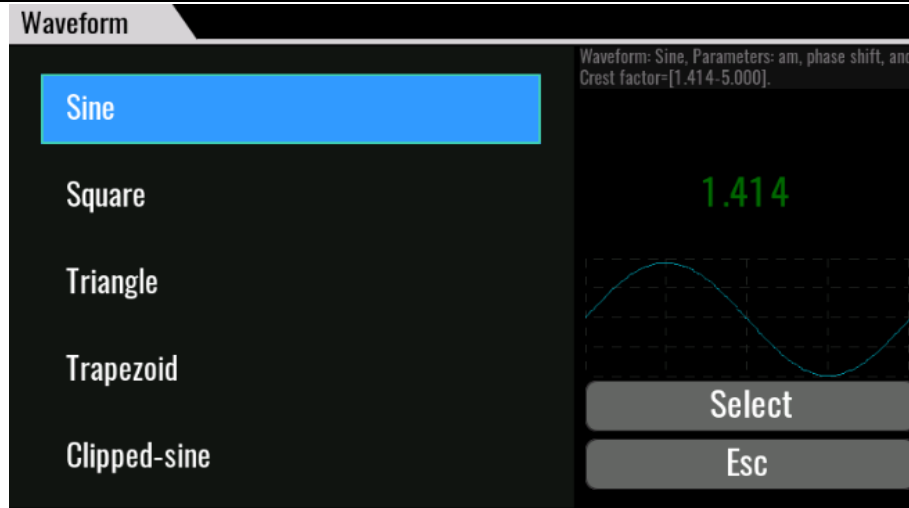 Waveform
Waveform: Sine, Parameters: am, phase shift, and
Crest factor=[1.414-5.000].
Sine
Square
1.414
Triangle
Trapezoid
Select
Clipped-sine
Esc